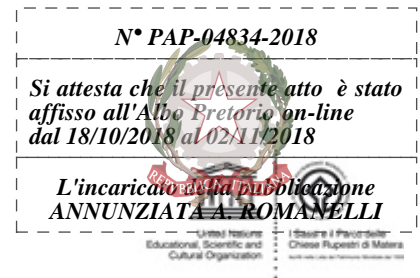 N° PAP-04834-2018
Si attesta che il presente atto è stato
affisso all'Albo Pretorio on-line
dal 18/10/2018 al 02/11/2018
L'incaricato della pubblicazione
ANNUNZIATA A. ROMANELLI
United Nations
Educational, Scientific and
Cultural Organization
I Sassi e il Parco delle
Chiese Rupestri di Matera